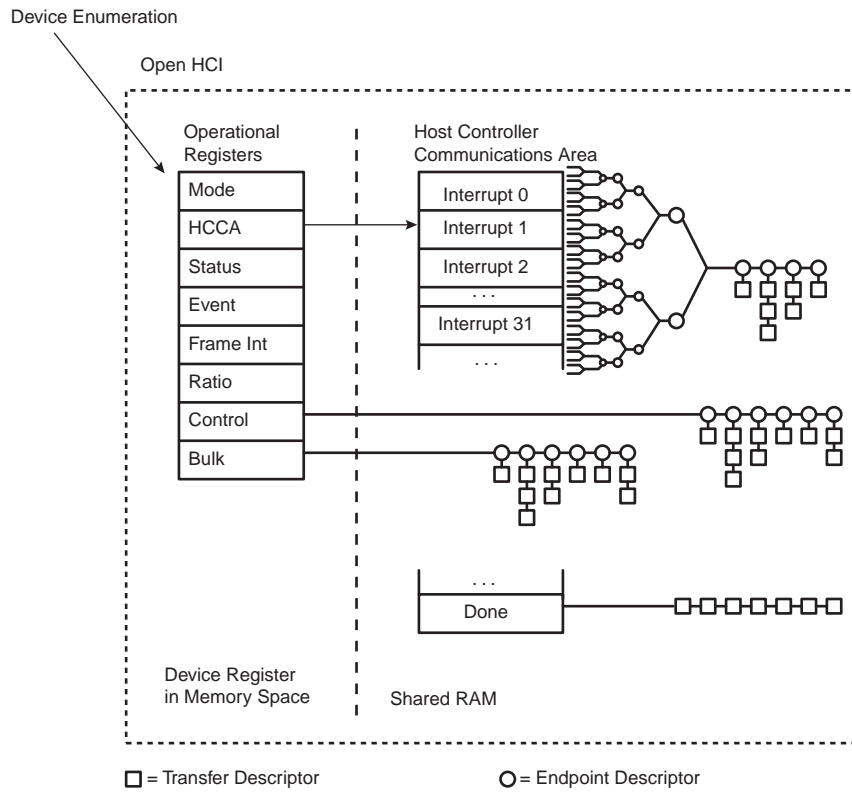 Device Enumeration
Open HCI
Operational
Registers
Mode
HCCA
Status
Event
Frame Int
Ratio
Control
Bulk
Host Controller
Communications Area
Interrupt 0
Interrupt 1
Interrupt 2
. . .
Interrupt 31
. . .
. . .
Done
Device Register
in Memory Space
Shared RAM
= Transfer Descriptor
= Endpoint Descriptor